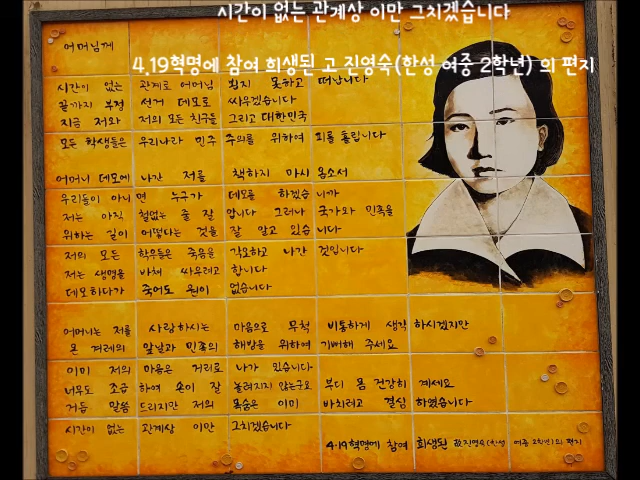 시간이 없는 관계상 이만 그치겠습니다
4.19혁명에 참여 희생된 고 진영숙(한성 여중 2학년) 의 편지
어머님께
시간이 없는 관계로 어머님 뵙지 못하고 떠납니다
끝까지 부정 선거 데모로 싸우겠습니다
지금 저와 저의 모든 친구들 그리고 대한민국
모든 학생들은 우리나라 민주 주의를 위하여 피를 흘립니다
어머니 데모에 나간 저를 책하지 마시 옵소서
우리들이 아니 면 누구가 데모를 하겠습 니까
저는 아직 철없는 줄 잘 압니다 그러나 국가와 민족을
위하는 길이 어떻다는 것을 잘 알고 있습 니다
저의 모든 학우들은 죽음을 각오하고 나간 것입니다
저는 생명을 바쳐 싸우려고 합니다
데모하다가 죽어도 원이 없습니다
어머니는 저를 사랑하시는 마음으로 무척 비통하게 생각 하시겠지만
온 겨레의 앞날과 민족의 해방을 위하여 기뻐해 주세요
이미 저의 마음은 거리로 나가 있습니다
너무도 조급 하여 손이 잘 놀려지지 않는구요 부디 몸 건강히 계세요
거듭 말씀 드리지만 저의 목숨은 이미 바치려고 결심 하였습니다
시간이 없는 관계상 이만 그치겠습니다
4·19혁명에 참여 희생된 故진영숙(한성 여중 2학년)의 편지